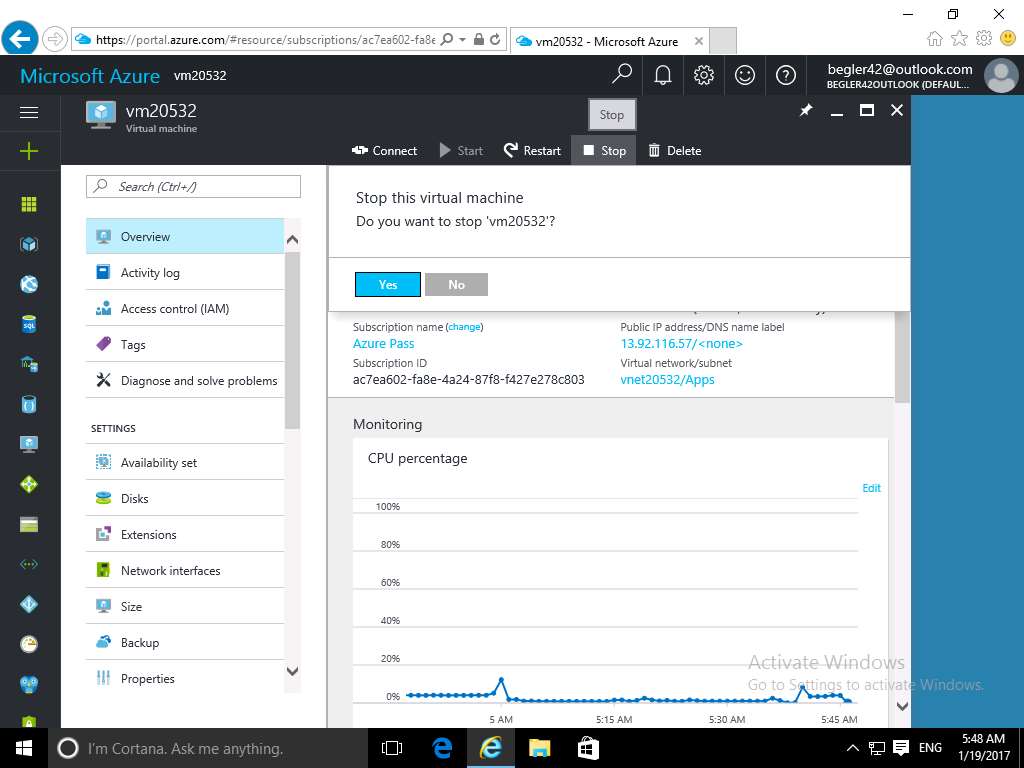 https://portal.azure.com/#resource/subscriptions/ac7ea602-fa8e
vm20532 - Microsoft Azure
Microsoft Azure vm20532
begler42@outlook.com
BEGLER42OUTLOOK (DEFAUL...
vm20532
Virtual machine
Stop
Connect Start Restart Stop Delete
Search (Ctrl+/)
Overview
Activity log
Access control (IAM)
Tags
Diagnose and solve problems
SETTINGS
Availability set
Disks
Extensions
Network interfaces
Size
Backup
Properties
Stop this virtual machine
Do you want to stop 'vm20532'?
Yes No
Subscription name (change)
Azure Pass
Subscription ID
ac7ea602-fa8e-4a24-87f8-f427e278c803
Public IP address/DNS name label
13.92.116.57/<none>
Virtual network/subnet
vnet20532/Apps
Monitoring
CPU percentage
Edit
100%
80%
60%
40%
20%
0%
5 AM 5:15 AM 5:30 AM 5:45 AM
Activate Windows
Go to Settings to activate Windows.
I'm Cortana. Ask me anything.
ENG
5:48 AM
1/19/2017